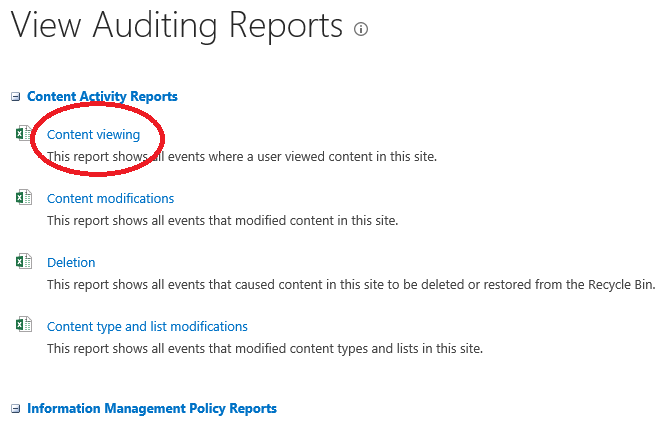 View Auditing Reports
Content Activity Reports
Content viewing
This report shows all events where a user viewed content in this site.
Content modifications
This report shows all events that modified content in this site.
Deletion
This report shows all events that caused content in this site to be deleted or restored from the Recycle Bin.
Content type and list modifications
This report shows all events that modified content types and lists in this site.
Information Management Policy Reports